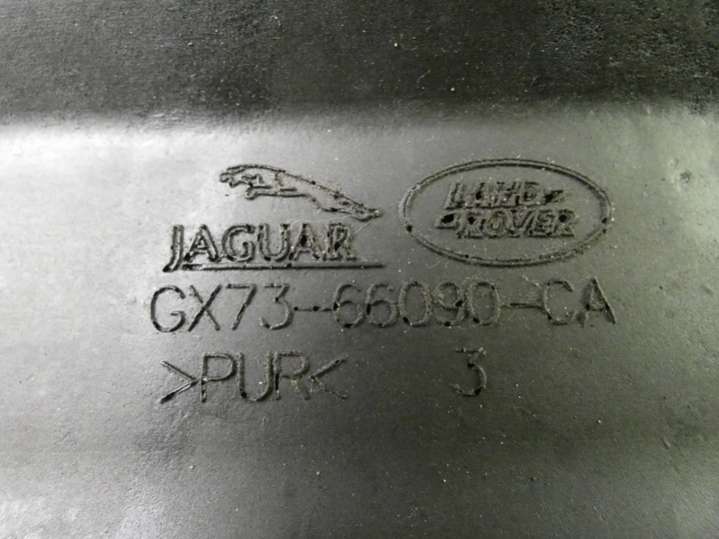 JAGUAR
LAND-
ROVER
GX73-66090-CA
>PUR< 3